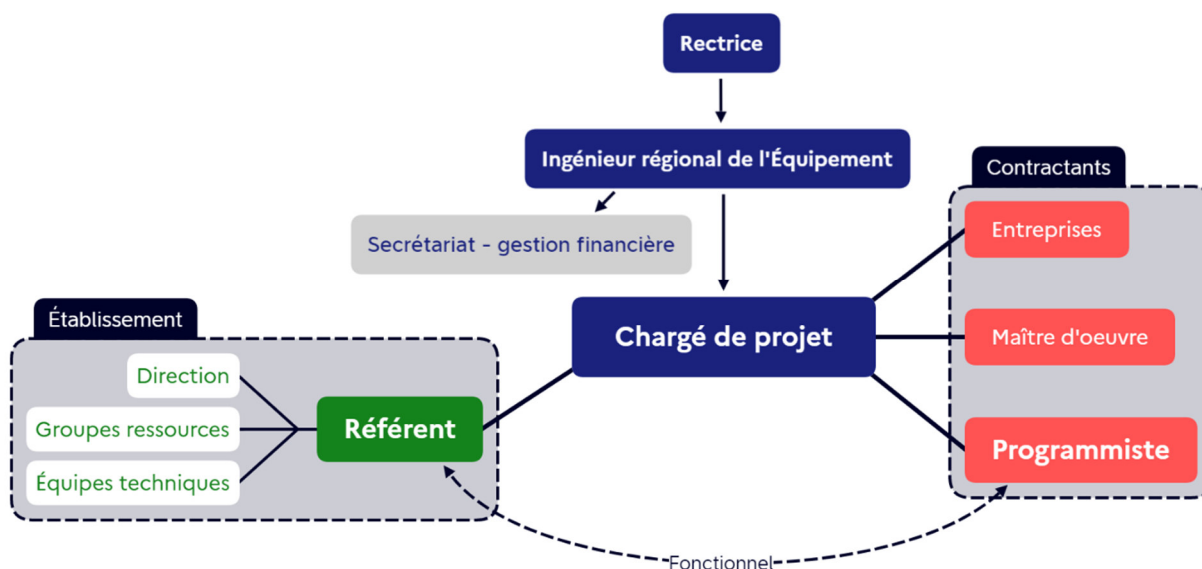 Rectrice
Ingénieur régional de l'Équipement
Contractants
Entreprises
Secrétariat - gestion financière
Établissement
Chargé de projet
Maître d'oeuvre
Direction
Groupes ressources
Référent
Programmiste
Équipes techniques
Fonctionnel